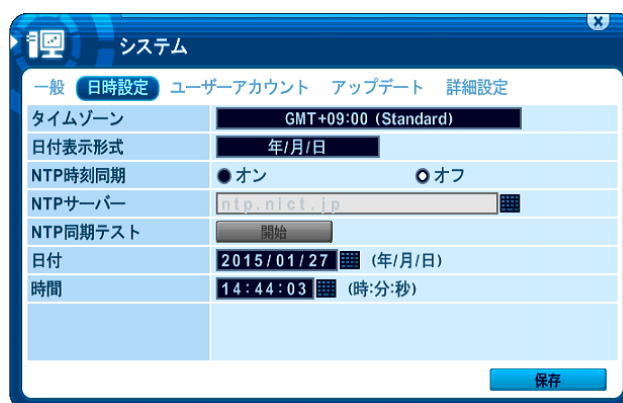 システム
一般 日時設定 ユーザーアカウント アップデート 詳細設定
タイムゾーン GMT+09:00 (Standard)
日付表示形式 年/月/日
NTP時刻同期 オン オフ
NTPサーバー ntp.nict.jp
NTP同期テスト 開始
日付 2015/01/27 (年/月/日)
時間 14:44:03 (時:分:秒)
保存